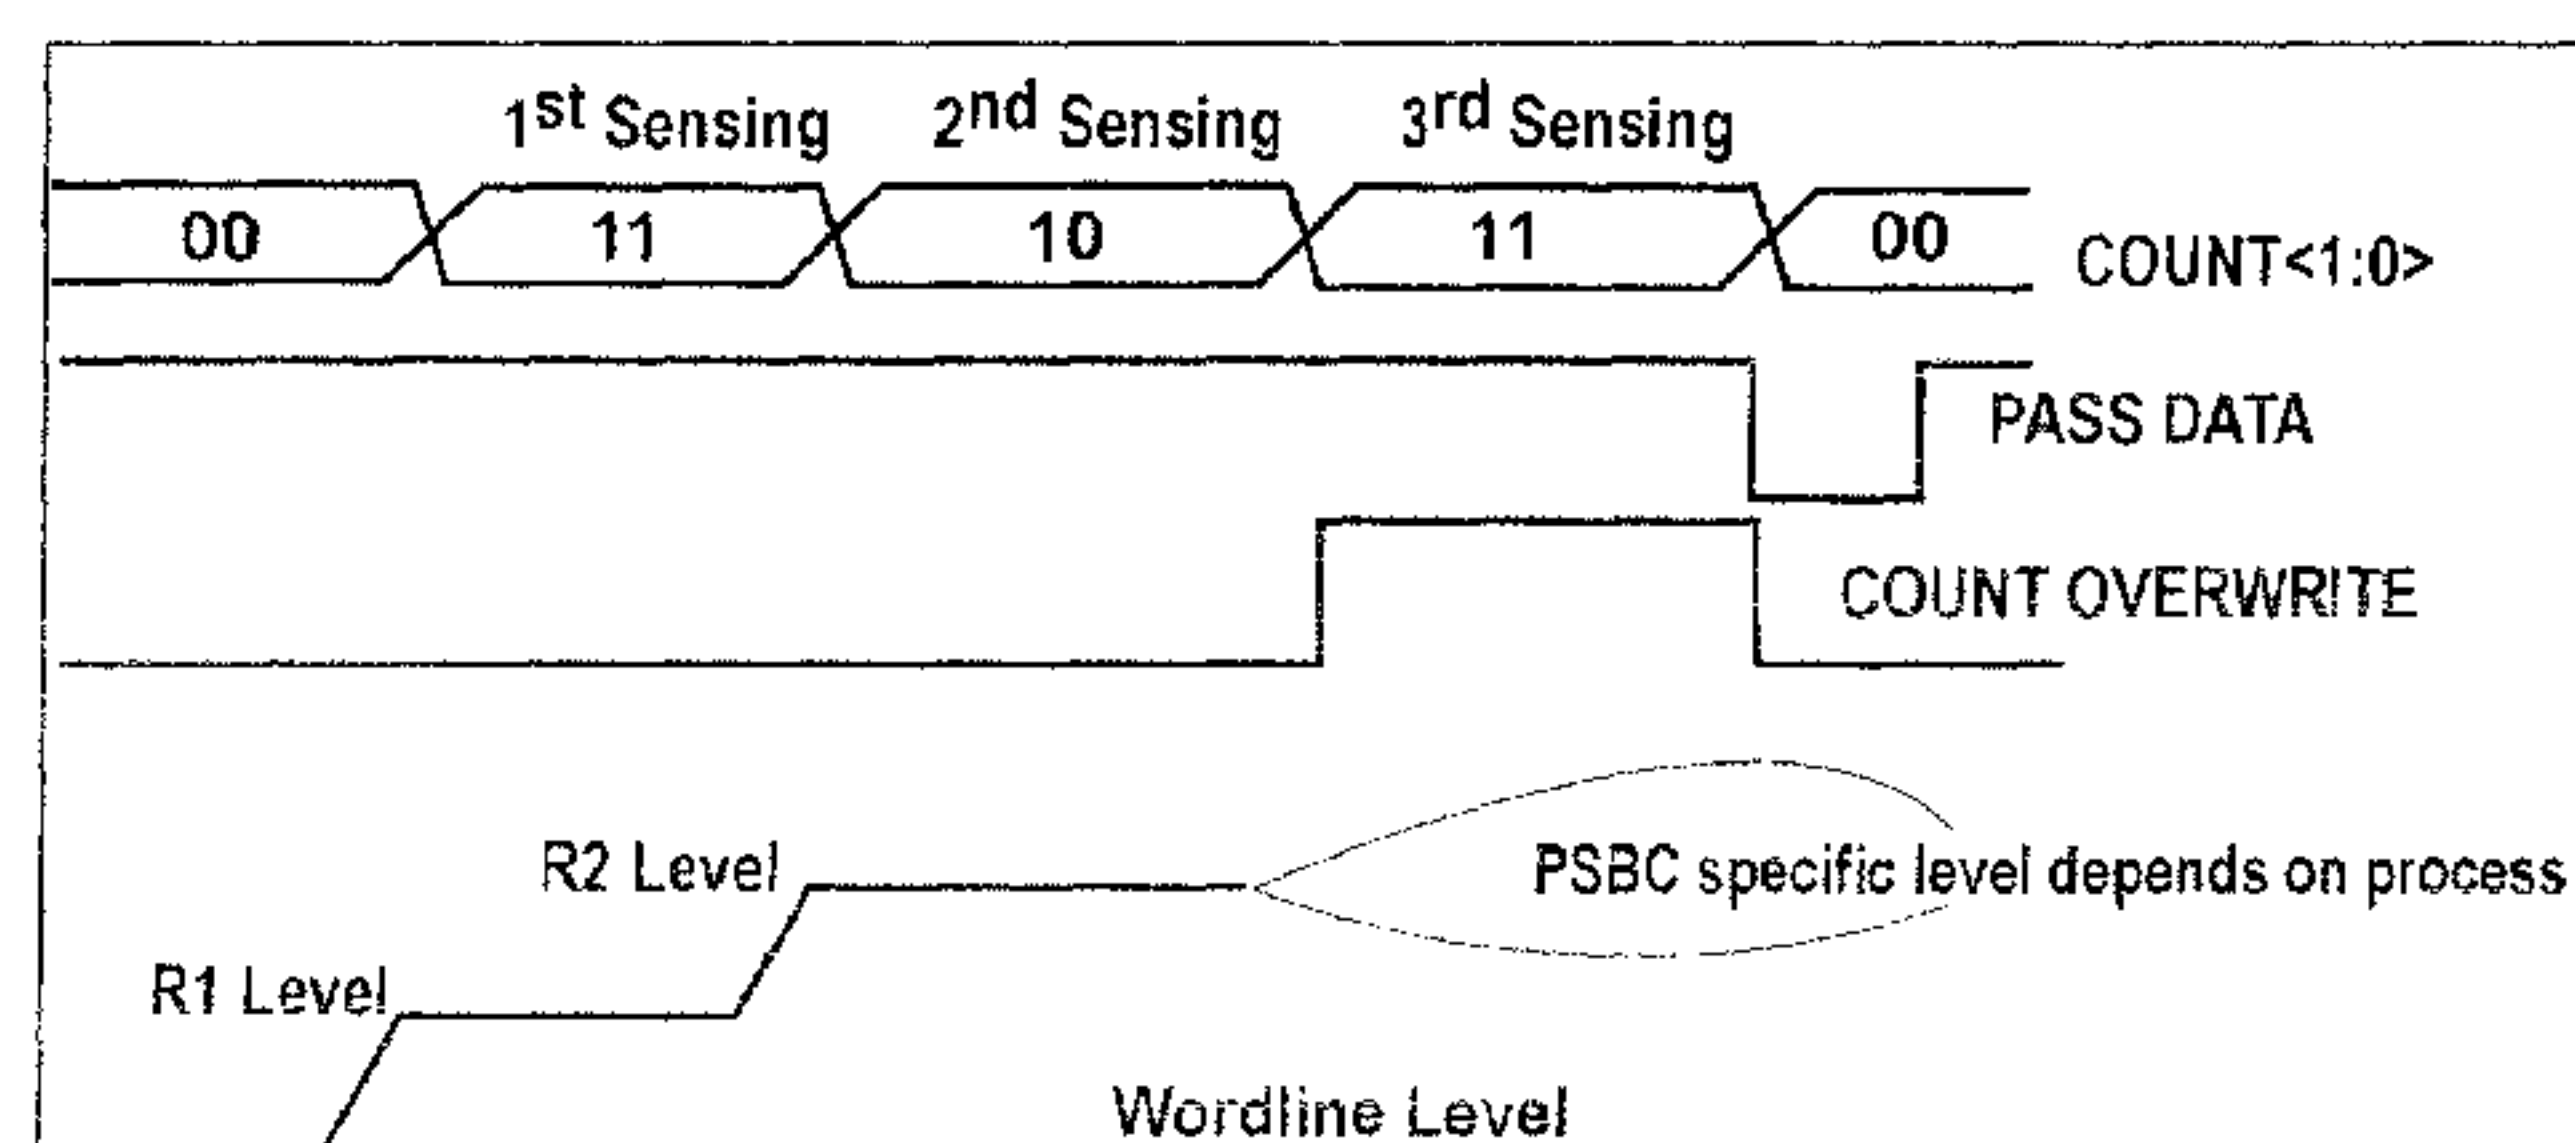 1st Sensing 2nd Sensing 3rd Sensing
00 11 10 11 00 COUNT<1:0>
PASS DATA
COUNT OVERWRITE
R2 Level PSBC specific level depends on process
R1 Level
Wordline Level